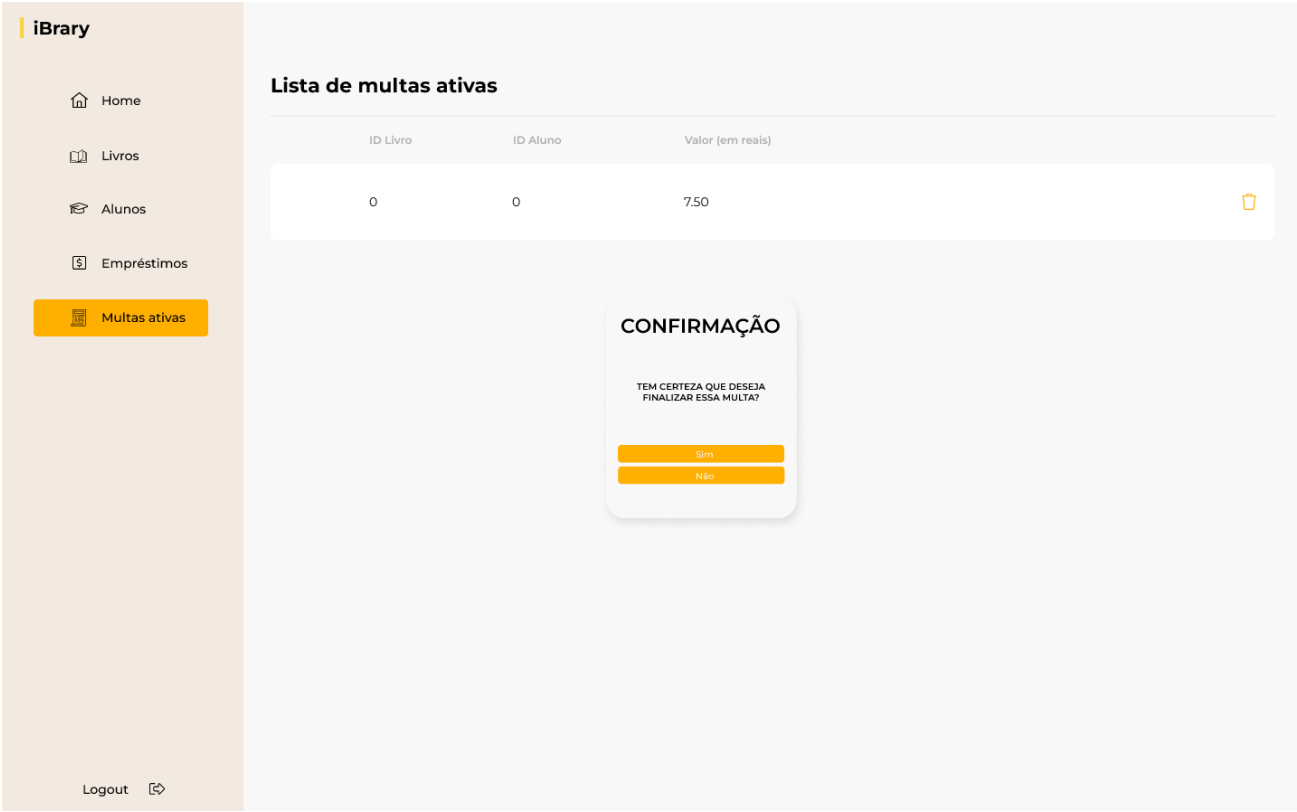 iBrary
Home
Livros
Alunos
Empréstimos
Multas ativas
Logout
Lista de multas ativas
ID Livro ID Aluno Valor (em reais)
0 0 7.50
CONFIRMAÇÃO
TEM CERTEZA QUE DESEJA
FINALIZAR ESSA MULTA?
Sim
Não